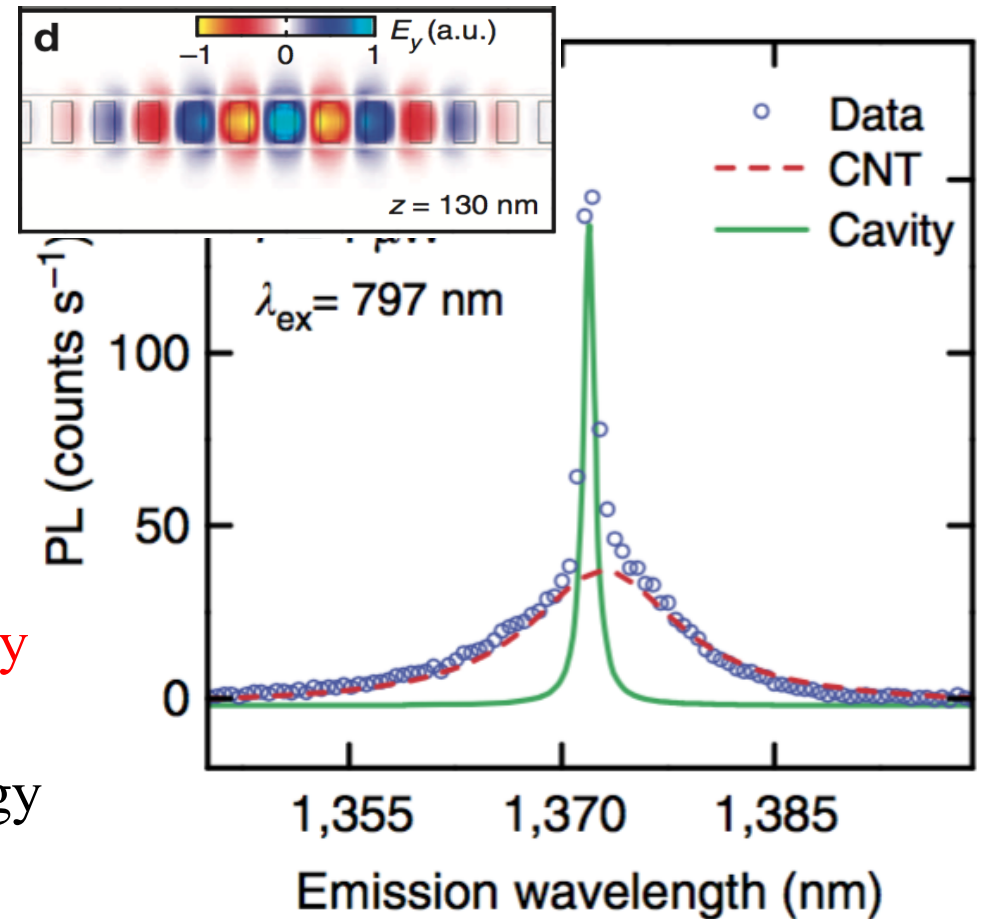 d
−1 0 1 E_y (a.u.)
z = 130 nm
Data
CNT
Cavity
λ_ex = 797 nm
PL (counts s⁻¹)
100
50
0
1,355 1,370 1,385
Emission wavelength (nm)
y
gy